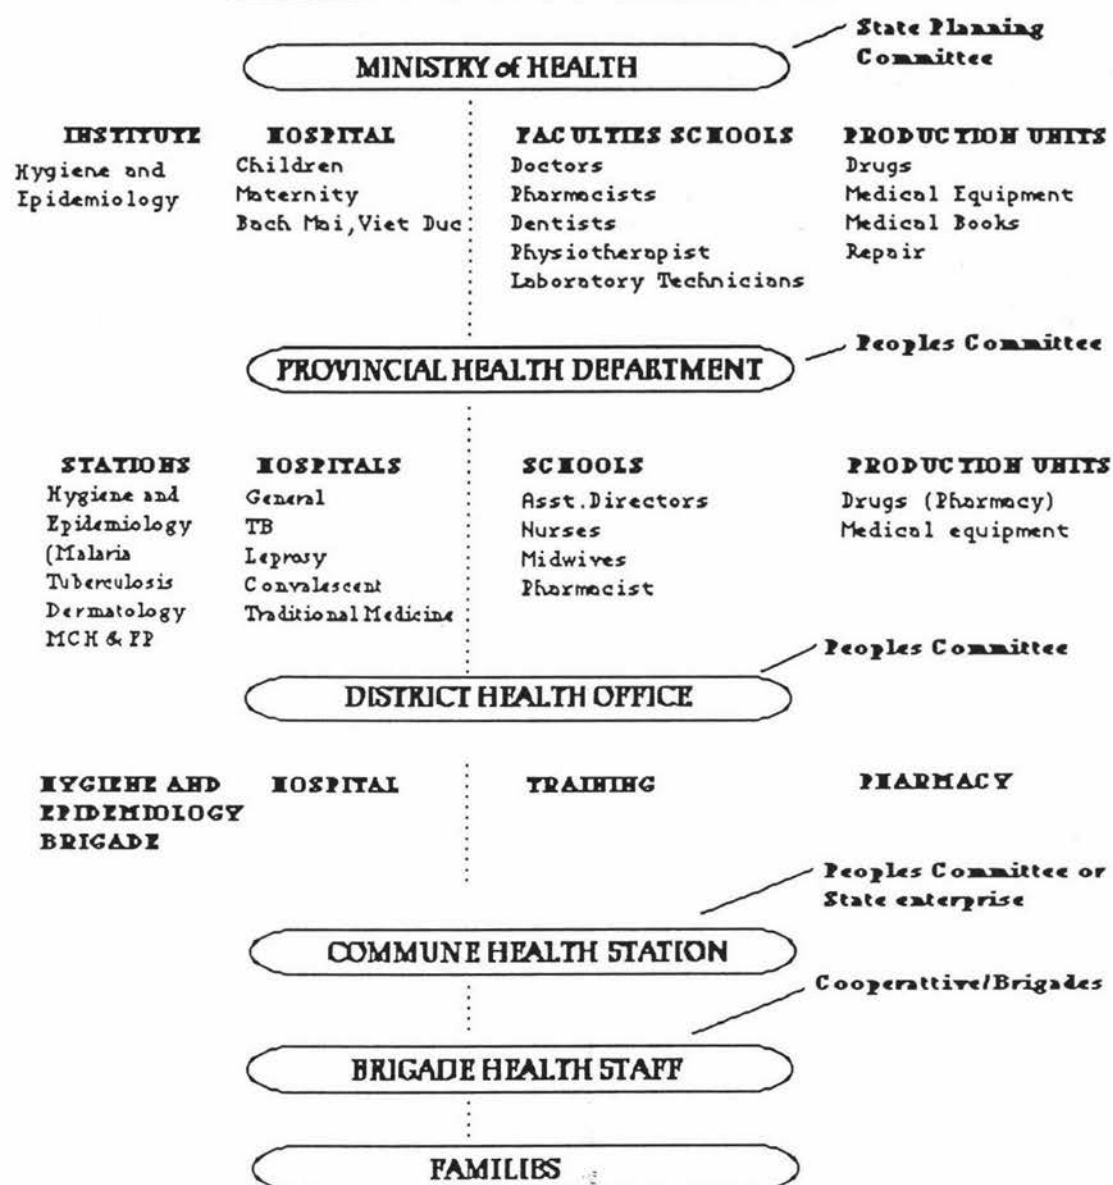 State Planning
Committee
MINISTRY of HEALTH
INSTITUTE
Hygiene and
Epidemiology
HOSPITAL
Children
Maternity
Bach Mai, Viet Duc
FACULTIES SCHOOLS
Doctors
Pharmacists
Dentists
Physiotherapist
Laboratory Technicians
PRODUCTION UNITS
Drugs
Medical Equipment
Medical Books
Repair
Peoples Committee
PROVINCIAL HEALTH DEPARTMENT
STATIONS
Hygiene and
Epidemiology
(Malaria
Tuberculosis
Dermatology
MCH & FP
HOSPITALS
General
TB
Leprosy
Convalescent
Traditional Medicine
SCHOOLS
Asst.Directors
Nurses
Midwives
Pharmacist
PRODUCTION UNITS
Drugs (Pharmacy)
Medical equipment
Peoples Committee
DISTRICT HEALTH OFFICE
HYGIENE AND
EPIDEMIOLOGY
BRIGADE
HOSPITAL
TRAINING
PHARMACY
Peoples Committee or
State enterprise
COMMUNE HEALTH STATION
Cooperattive/Brigades
BRIGADE HEALTH STAFF
FAMILIES